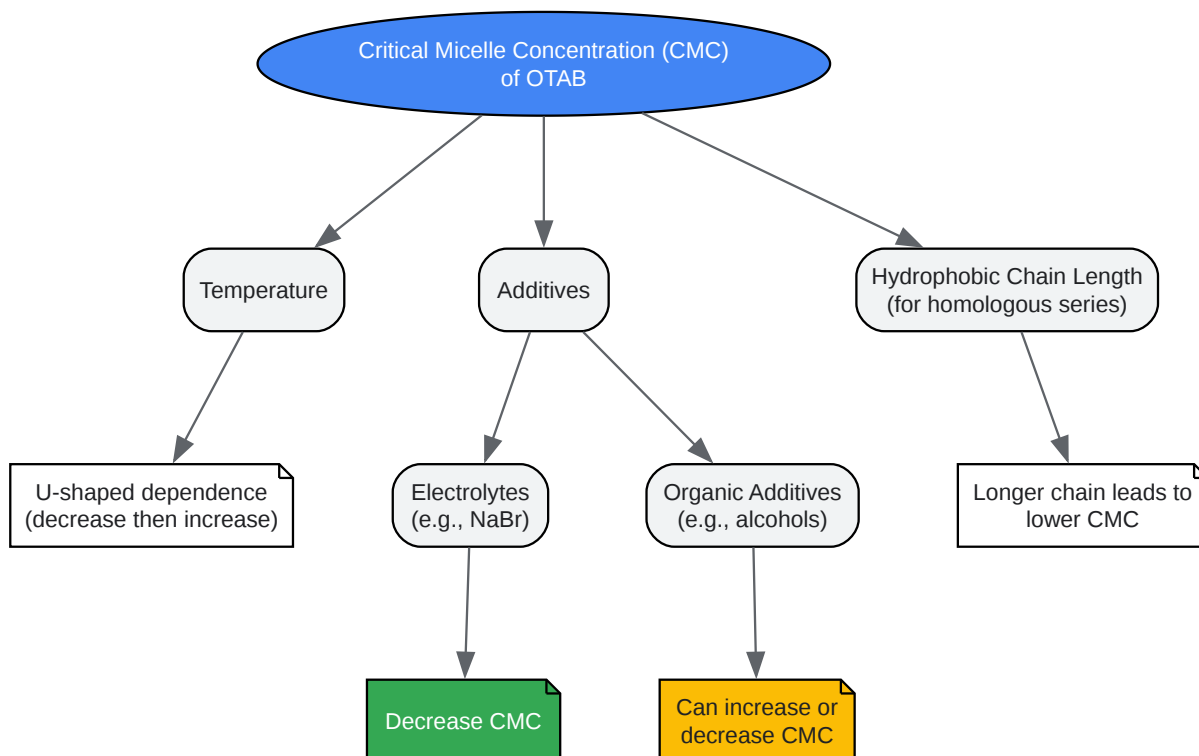 Critical Micelle Concentration (CMC)
of OTAB
Temperature
Additives
Hydrophobic Chain Length
(for homologous series)
U-shaped dependence
(decrease then increase)
Electrolytes
(e.g., NaBr)
Organic Additives
(e.g., alcohols)
Longer chain leads to
lower CMC
Decrease CMC
Can increase or
decrease CMC